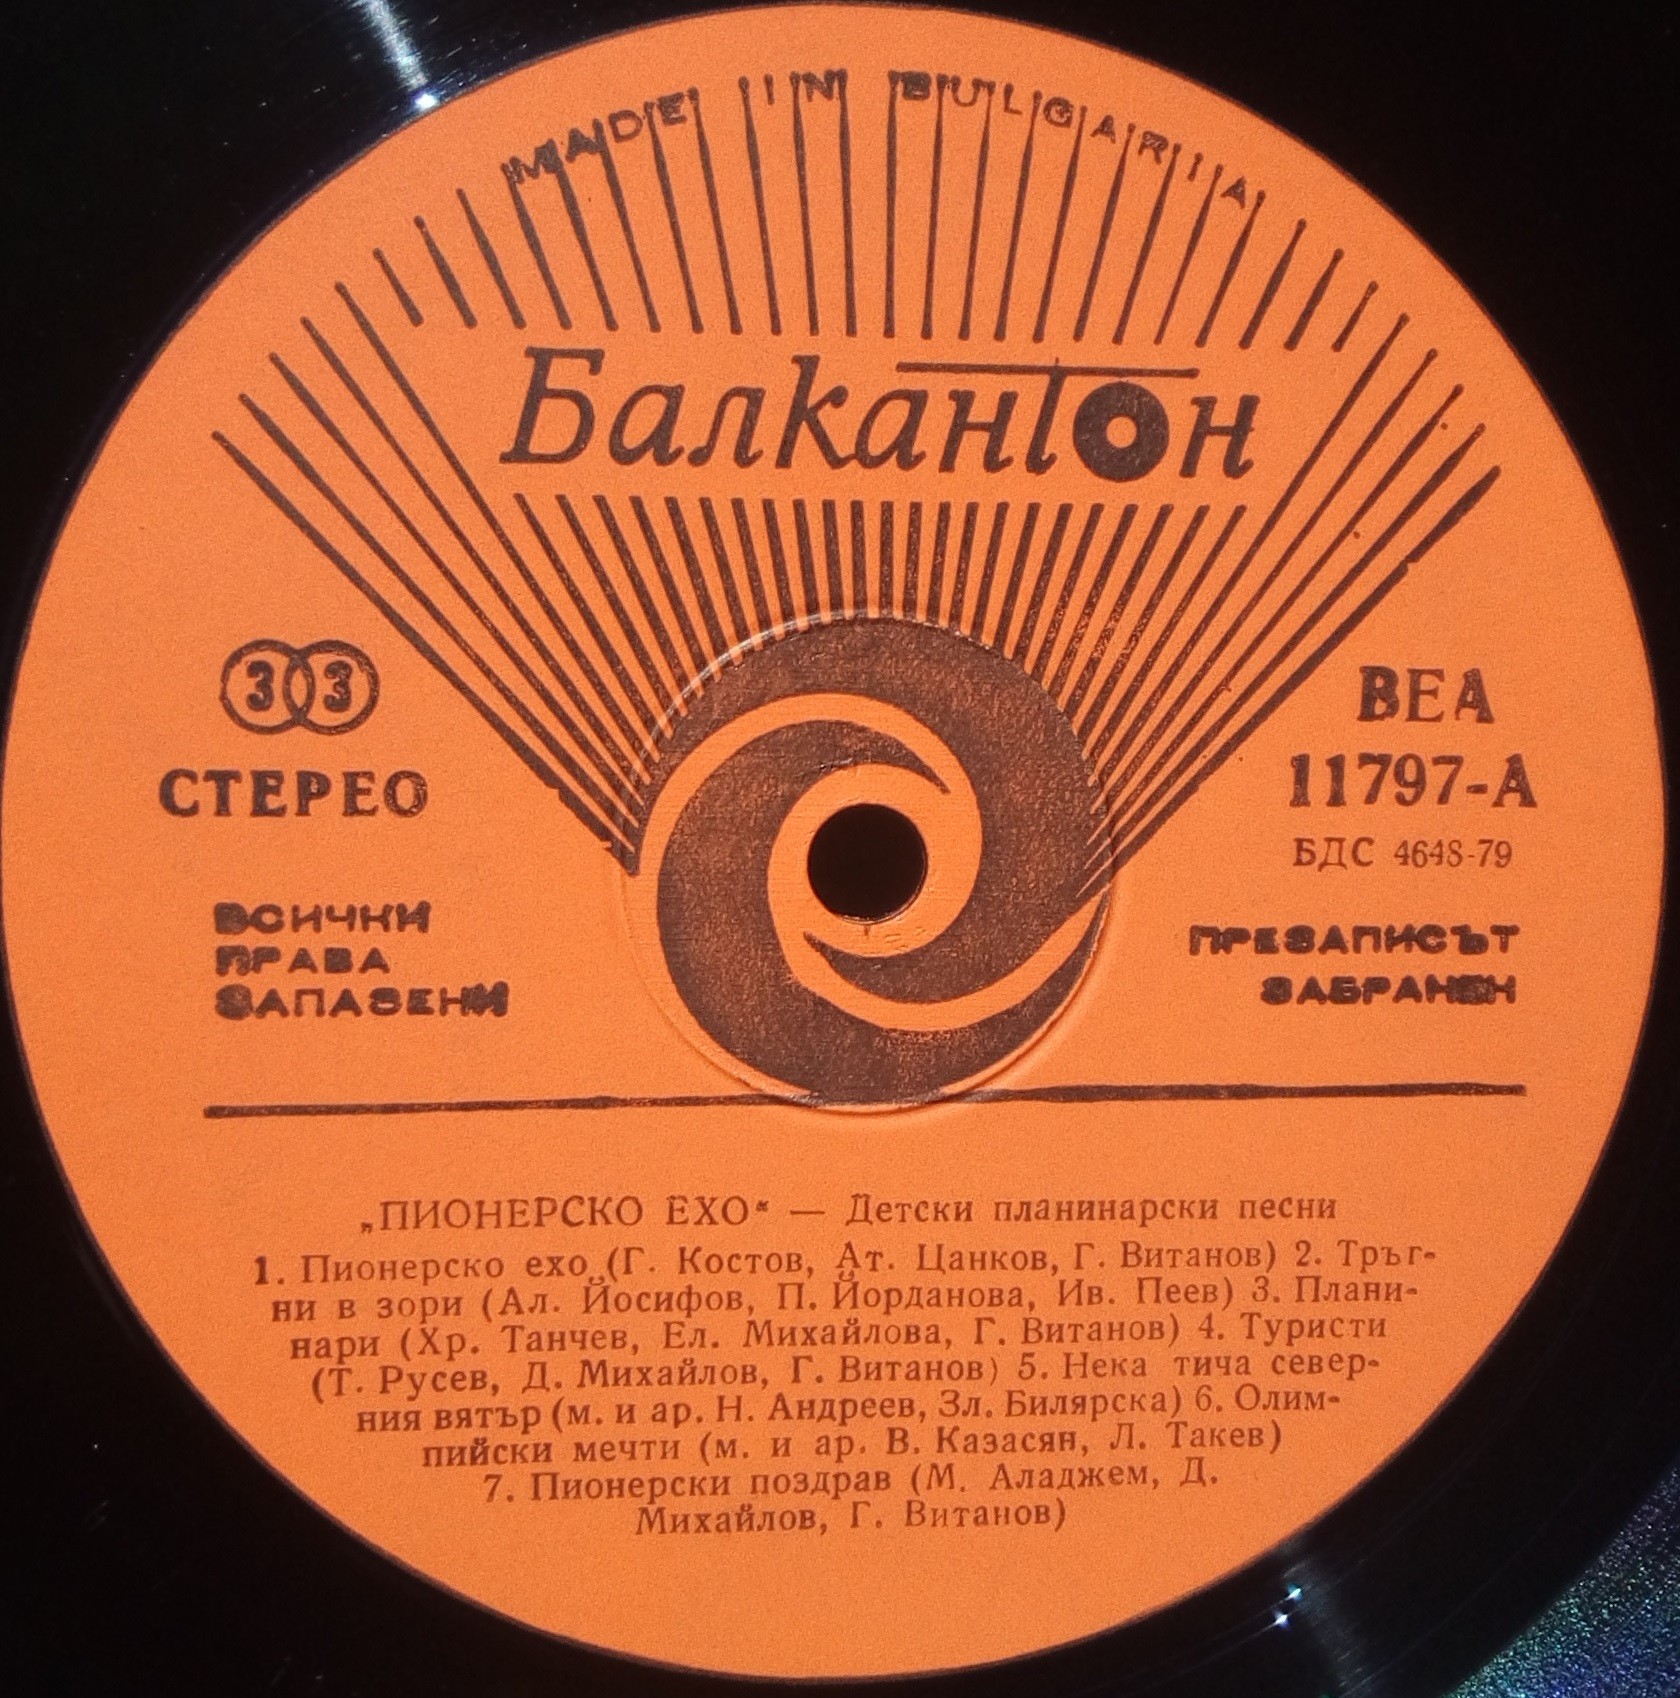 MADE IN BULGARIA
Балкантон
33
СТЕРЕО
ВСИЧКИ
ПРАВА
ЗАПАЗЕНИ
ВЕА
11797-А
БДС 4648-79
ПРЕЗАПИСЪТ
ЗАБРАНЕН
„ПИОНЕРСКО ЕХО“ — Детски планинарски песни
1. Пионерско ехо (Г. Костов, Ат. Цанков, Г. Витанов) 2. Тръг-
ни в зори (Ал. Йосифов, П. Йорданова, Ив. Пеев) 3. Плани-
нари (Хр. Танчев, Ел. Михайлова, Г. Витанов) 4. Туристи
(Т. Русев, Д. Михайлов, Г. Витанов) 5. Нека тича север-
ния вятър (м. и ар. Н. Андреев, Зл. Билярска) 6. Олим-
пийски мечти (м. и ар. В. Казасян, Л. Такев)
7. Пионерски поздрав (М. Аладжем, Д.
Михайлов, Г. Витанов)